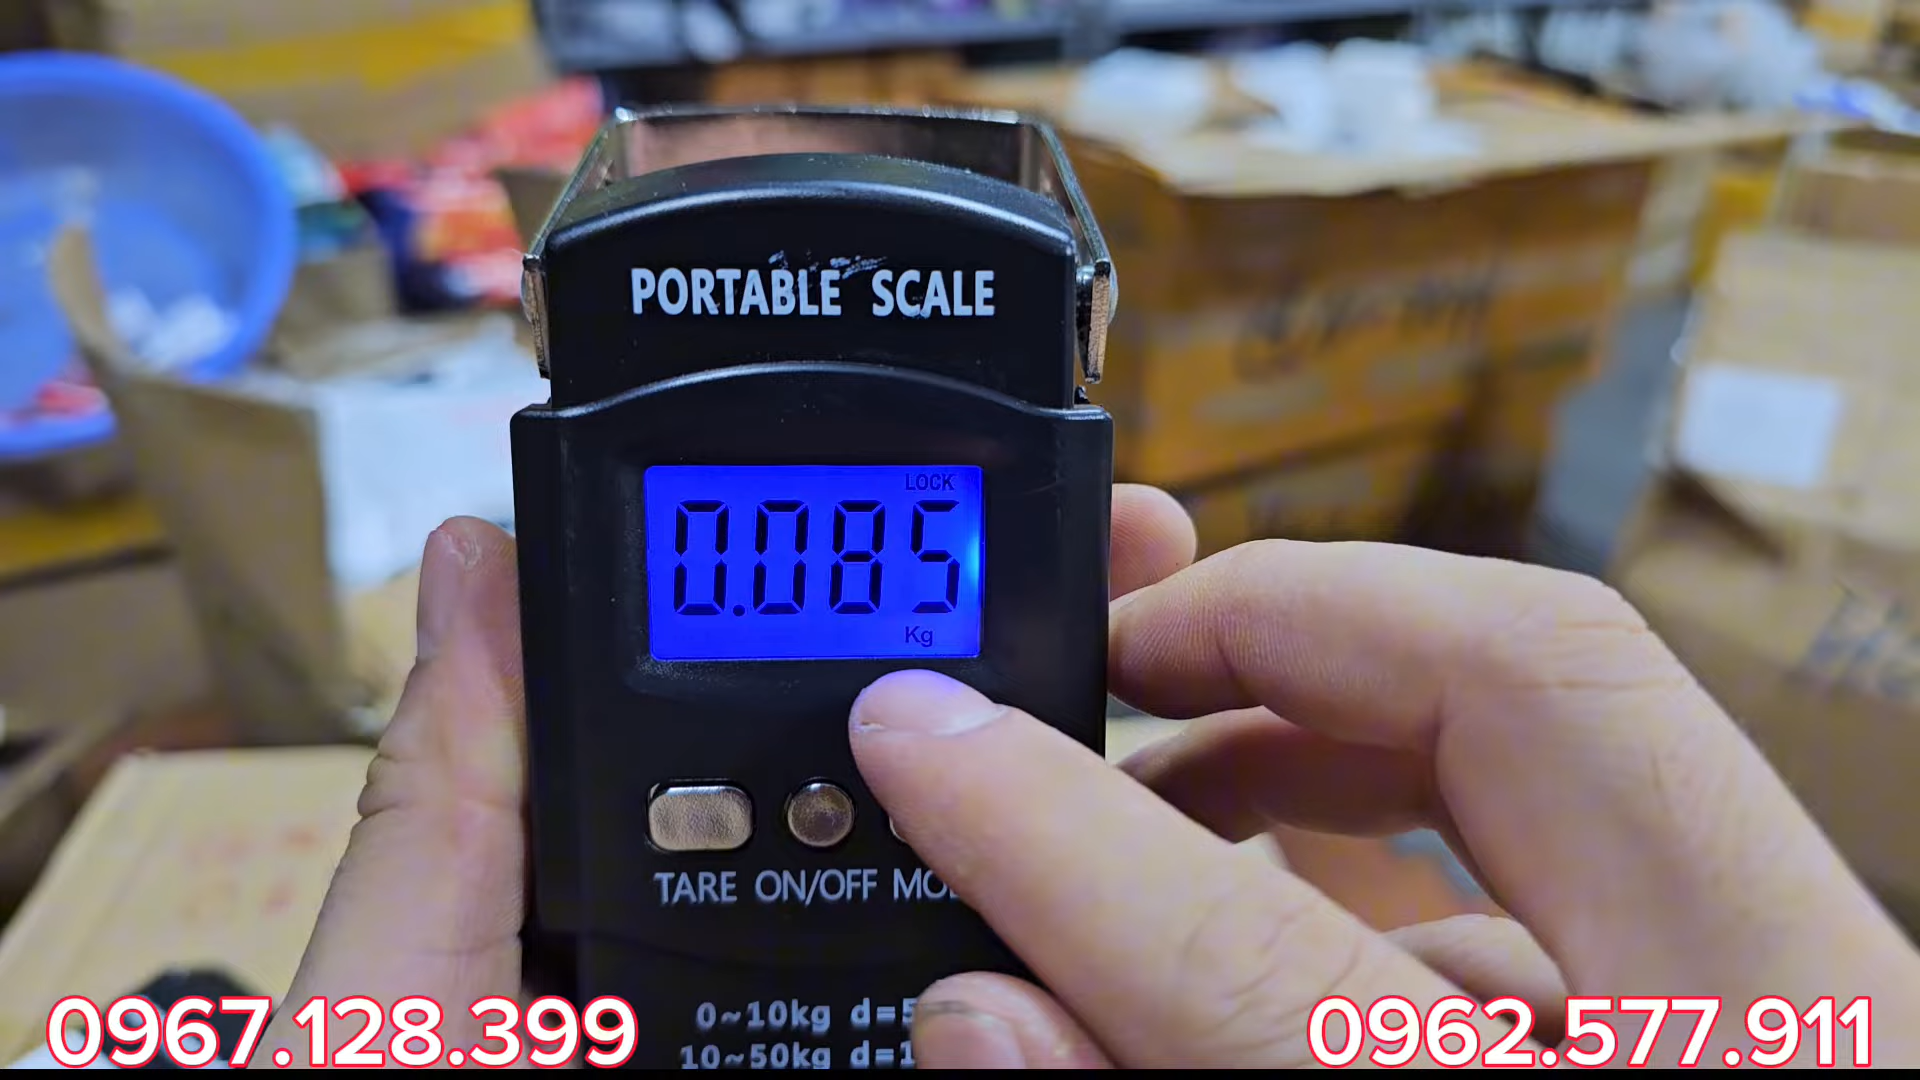 PORTABLE SCALE
LOCK
0.085
Kg
TARE ON/OFF
0~10kg
10~50kg
0967.128.399
0962.577.911